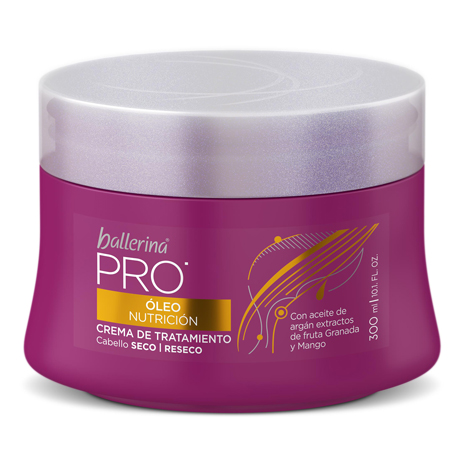 ballerina®
PRO
ÓLEO
NUTRICIÓN
CREMA DE TRATAMIENTO
Cabello SECO | RESECO
Con aceite de
argán extractos
de fruta Granada
y Mango
300 ml | 10.1. FL. OZ.